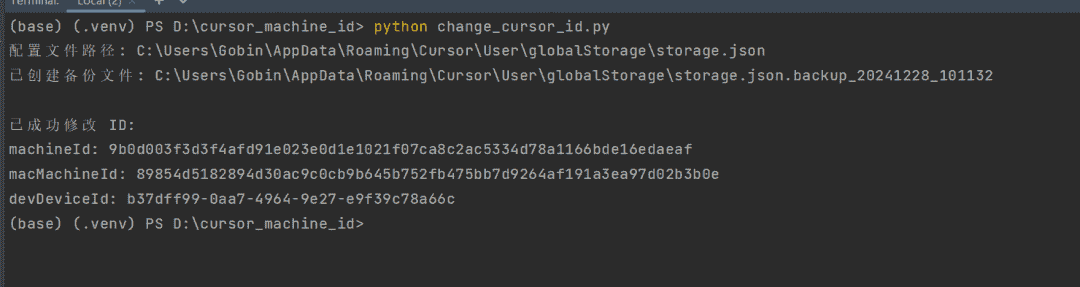 Terminal: Local (2)
(base) (.venv) PS D:\cursor_machine_id> python change_cursor_id.py
配置文件路径: C:\Users\Gobin\AppData\Roaming\Cursor\User\globalStorage\storage.json
已创建备份文件: C:\Users\Gobin\AppData\Roaming\Cursor\User\globalStorage\storage.json.backup_20241228_101132
已成功修改 ID:
machineId: 9b0d003f3d3f4afd91e023e0d1e1021f07ca8c2ac5334d78a1166bde16edaeaf
macMachineId: 89854d5182894d30ac9c0cb9b645b752fb475bb7d9264af191a3ea97d02b3b0e
devDeviceId: b37dff99-0aa7-4964-9e27-e9f39c78a66c
(base) (.venv) PS D:\cursor_machine_id>